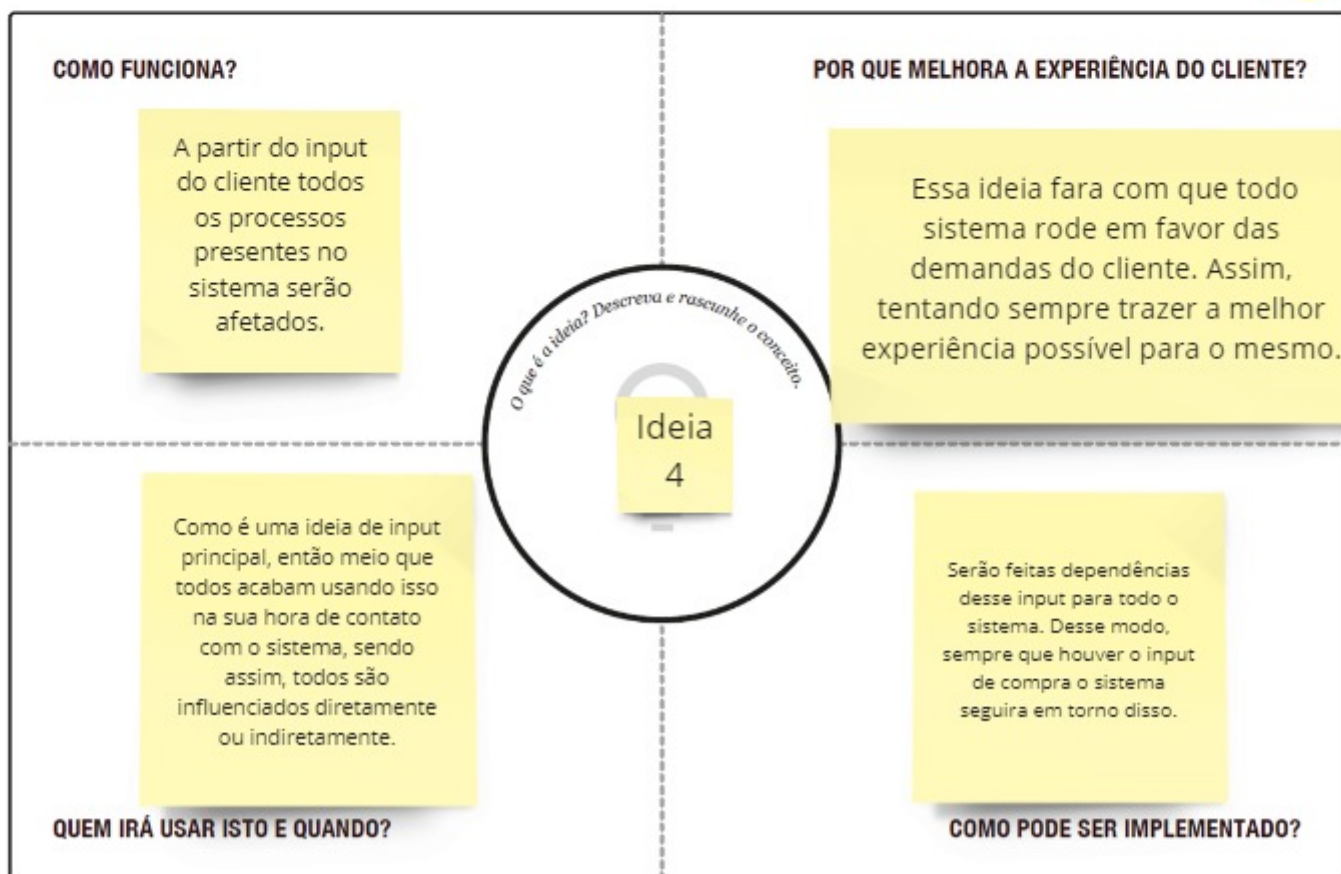 COMO FUNCIONA?
A partir do input
do cliente todos
os processos
presentes no
sistema serão
afetados.
POR QUE MELHORA A EXPERIÊNCIA DO CLIENTE?
Essa ideia fara com que todo
sistema rode em favor das
demandas do cliente. Assim,
tentando sempre trazer a melhor
experiência possível para o mesmo.
O que é a ideia? Descreva e rascunhe o conceito.
Ideia
4
Como é uma ideia de input
principal, então meio que
todos acabam usando isso
na sua hora de contato
com o sistema, sendo
assim, todos são
influenciados diretamente
ou indiretamente.
QUEM IRÁ USAR ISTO E QUANDO?
Serão feitas dependências
desse input para todo o
sistema. Desse modo,
sempre que houver o input
de compra o sistema
seguira em torno disso.
COMO PODE SER IMPLEMENTADO?